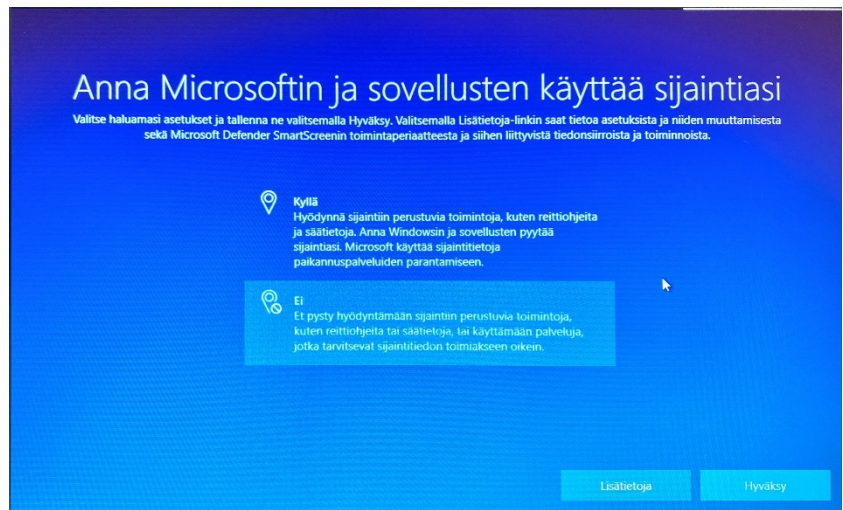 Anna Microsoftin ja sovellusten käyttää sijaintiasi
Valitse haluamasi asetukset ja tallenna ne valitsemalla Hyväksy. Valitsemalla Lisätietoja-linkin saat tietoa asetuksista ja niiden muuttamisesta
sekä Microsoft Defender SmartScreenin toimintaperiaatteesta ja siihen liittyvistä tiedonsiirroista ja toiminnoista.
Kyllä
Hyödynnä sijaintiin perustuvia toimintoja, kuten reittiohjeita
ja säätietoja. Anna Windowsin ja sovellusten pyytää
sijaintiasi. Microsoft käyttää sijaintitietoja
paikannuspalveluiden parantamiseen.
Ei
Et pysty hyödyntämään sijaintiin perustuvia toimintoja,
kuten reittiohjeita tai säätietoja, tai käyttämään palveluja,
jotka tarvitsevat sijaintitiedon toimiakseen oikein.
Lisätietoja
Hyväksy